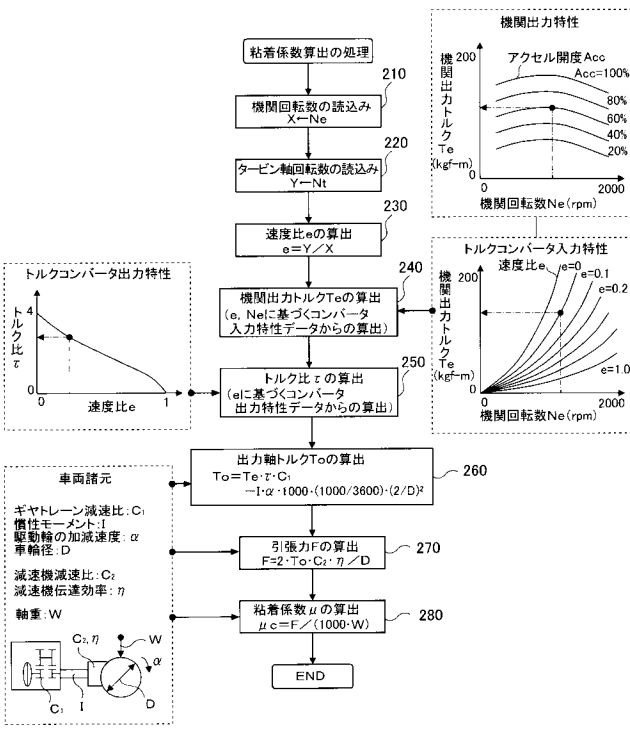 粘着係数算出の処理
210
機関回転数の読込み
X←Ne
220
タービン軸回転数の読込み
Y←Nt
230
速度比eの算出
e=Y/X
240
機関出力トルクTeの算出
(e, Neに基づくコンバータ
入力特性データからの算出)
250
トルク比τの算出
(eに基づくコンバータ
出力特性データからの算出)
260
出力軸トルクToの算出
To=Te・τ・C₁
−I・α・1000・(1000/3600)・(2/D)²
270
引張力Fの算出
F=2・To・C₂・η/D
280
粘着係数μの算出
μc=F/(1000・W)
END
機関出力特性
200
アクセル開度Acc
Acc=100%
80%
60%
40%
20%
機関出力トルクTe
(kgf-m)
0
0
2000
機関回転数Ne(rpm)
トルクコンバータ入力特性
200
速度比e
e=0
e=0.1
e=0.2
e=1.0
機関出力トルクTe
(kgf-m)
0
0
2000
機関回転数Ne(rpm)
トルクコンバータ出力特性
4
トルク比τ
0
0
1
速度比e
車両諸元
ギヤトレーン減速比: C₁
慣性モーメント: I
駆動輪の加減速度: α
車輪径: D
減速機減速比: C₂
減速機伝達効率: η
軸重: W
C₂, η
W
α
D
I
C₁